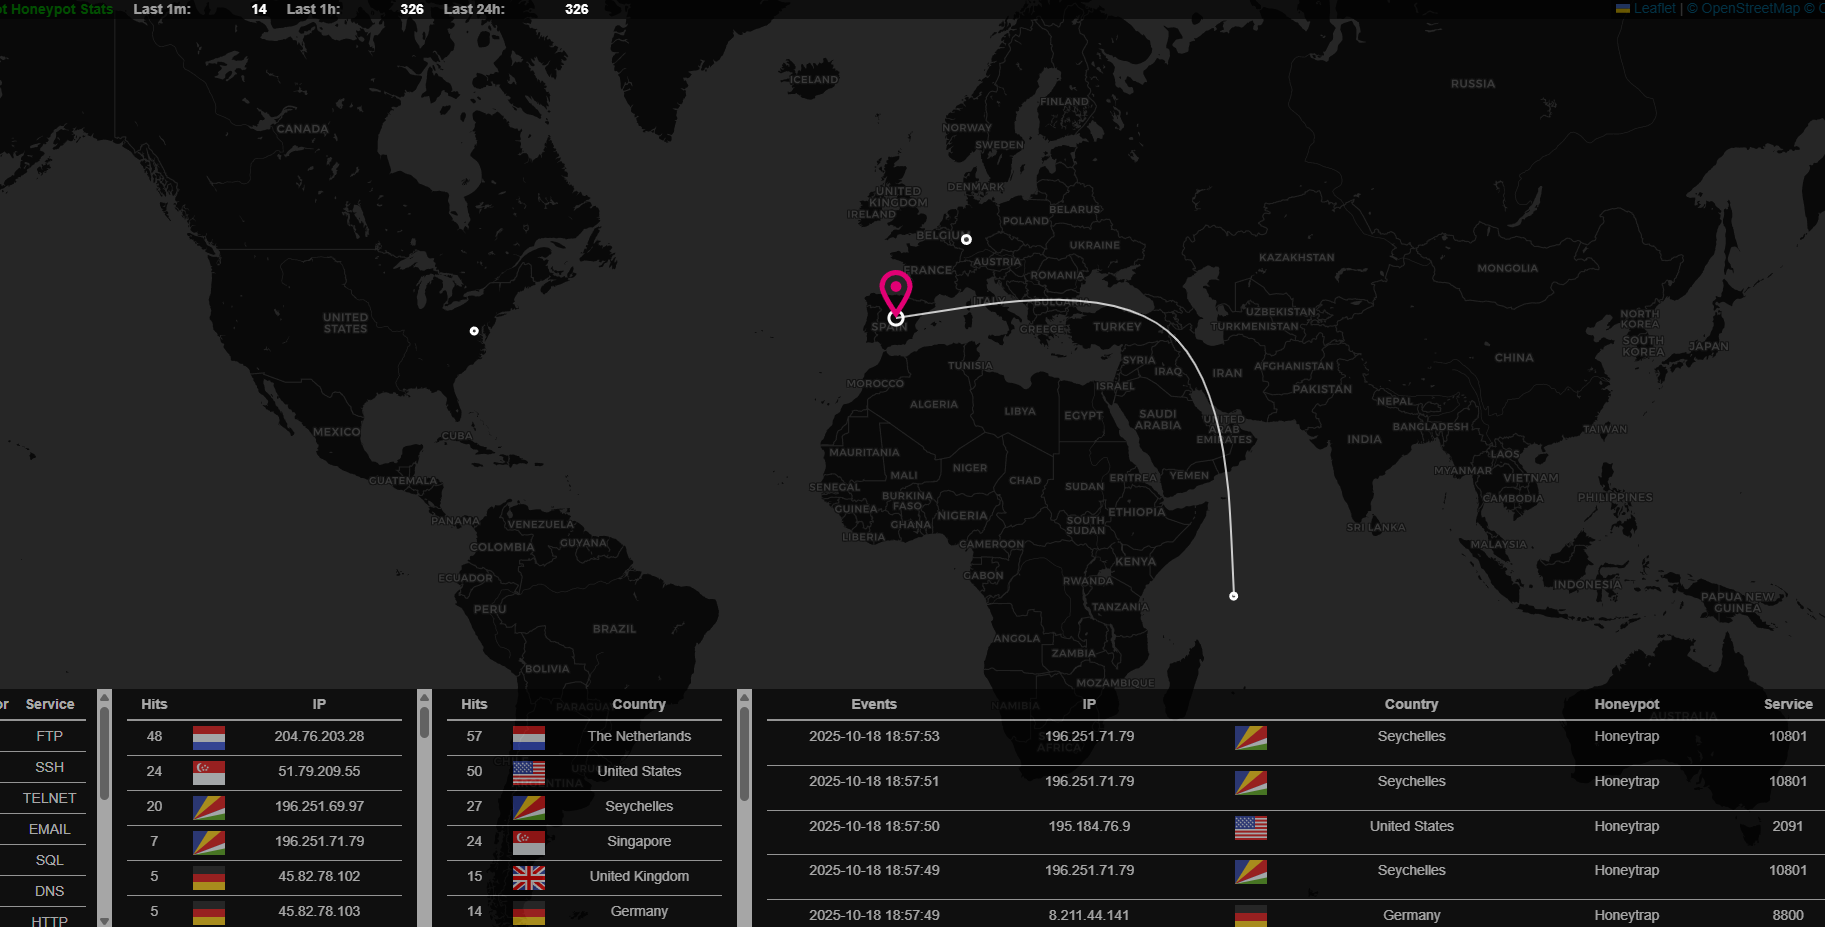 ot Honeypot Stats Last 1m: 14 Last 1h: 326 Last 24h: 326
Leaflet | © OpenStreetMap ©
ICELAND
RUSSIA
FINLAND
CANADA
NORWAY
SWEDEN
DENMARK
UNITED
KINGDOM
IRELAND
BELARUS
POLAND
BELGIUM
UKRAINE
KAZAKHSTAN
AUSTRIA
MONGOLIA
FRANCE
ROMANIA
ITALY
BULGARIA
UZBEKISTAN
UNITED
STATES
SPAIN
GREECE
TURKEY
TURKMENISTAN
NORTH
KOREA
SOUTH
KOREA
JAPAN
CHINA
SYRIA
TUNISIA
IRAQ
IRAN
AFGHANISTAN
MOROCCO
ISRAEL
PAKISTAN
ALGERIA
LIBYA
EGYPT
SAUDI
ARABIA
NEPAL
UNITED
ARAB
EMIRATES
BANGLADESH
TAIWAN
MEXICO
CUBA
INDIA
MAURITANIA
LAOS
MALI
NIGER
MYANMAR
GUATEMALA
CHAD
ERITREA
YEMEN
VIETNAM
SENEGAL
SUDAN
BURKINA
FASO
CAMBODIA
PHILIPPINES
GUINEA
NIGERIA
ETHIOPIA
PANAMA
VENEZUELA
GHANA
SOUTH
SUDAN
SRI LANKA
LIBERIA
CAMEROON
MALAYSIA
COLOMBIA
GUYANA
KENYA
ECUADOR
GABON
RWANDA
INDONESIA
PERU
TANZANIA
PAPUA NEW
GUINEA
BRAZIL
ANGOLA
ZAMBIA
BOLIVIA
MOZAMBIQUE
PARAGUAY
NAMIBIA
AUSTRALIA
AFRICA
or Service
FTP
SSH
TELNET
EMAIL
SQL
DNS
HTTP
Hits IP
48 204.76.203.28
24 51.79.209.55
20 196.251.69.97
7 196.251.71.79
5 45.82.78.102
5 45.82.78.103
Hits Country
57 The Netherlands
50 United States
27 Seychelles
24 Singapore
15 United Kingdom
14 Germany
Events IP Country Honeypot Service
2025-10-18 18:57:53 196.251.71.79 Seychelles Honeytrap 10801
2025-10-18 18:57:51 196.251.71.79 Seychelles Honeytrap 10801
2025-10-18 18:57:50 195.184.76.9 United States Honeytrap 2091
2025-10-18 18:57:49 196.251.71.79 Seychelles Honeytrap 10801
2025-10-18 18:57:49 8.211.44.141 Germany Honeytrap 8800